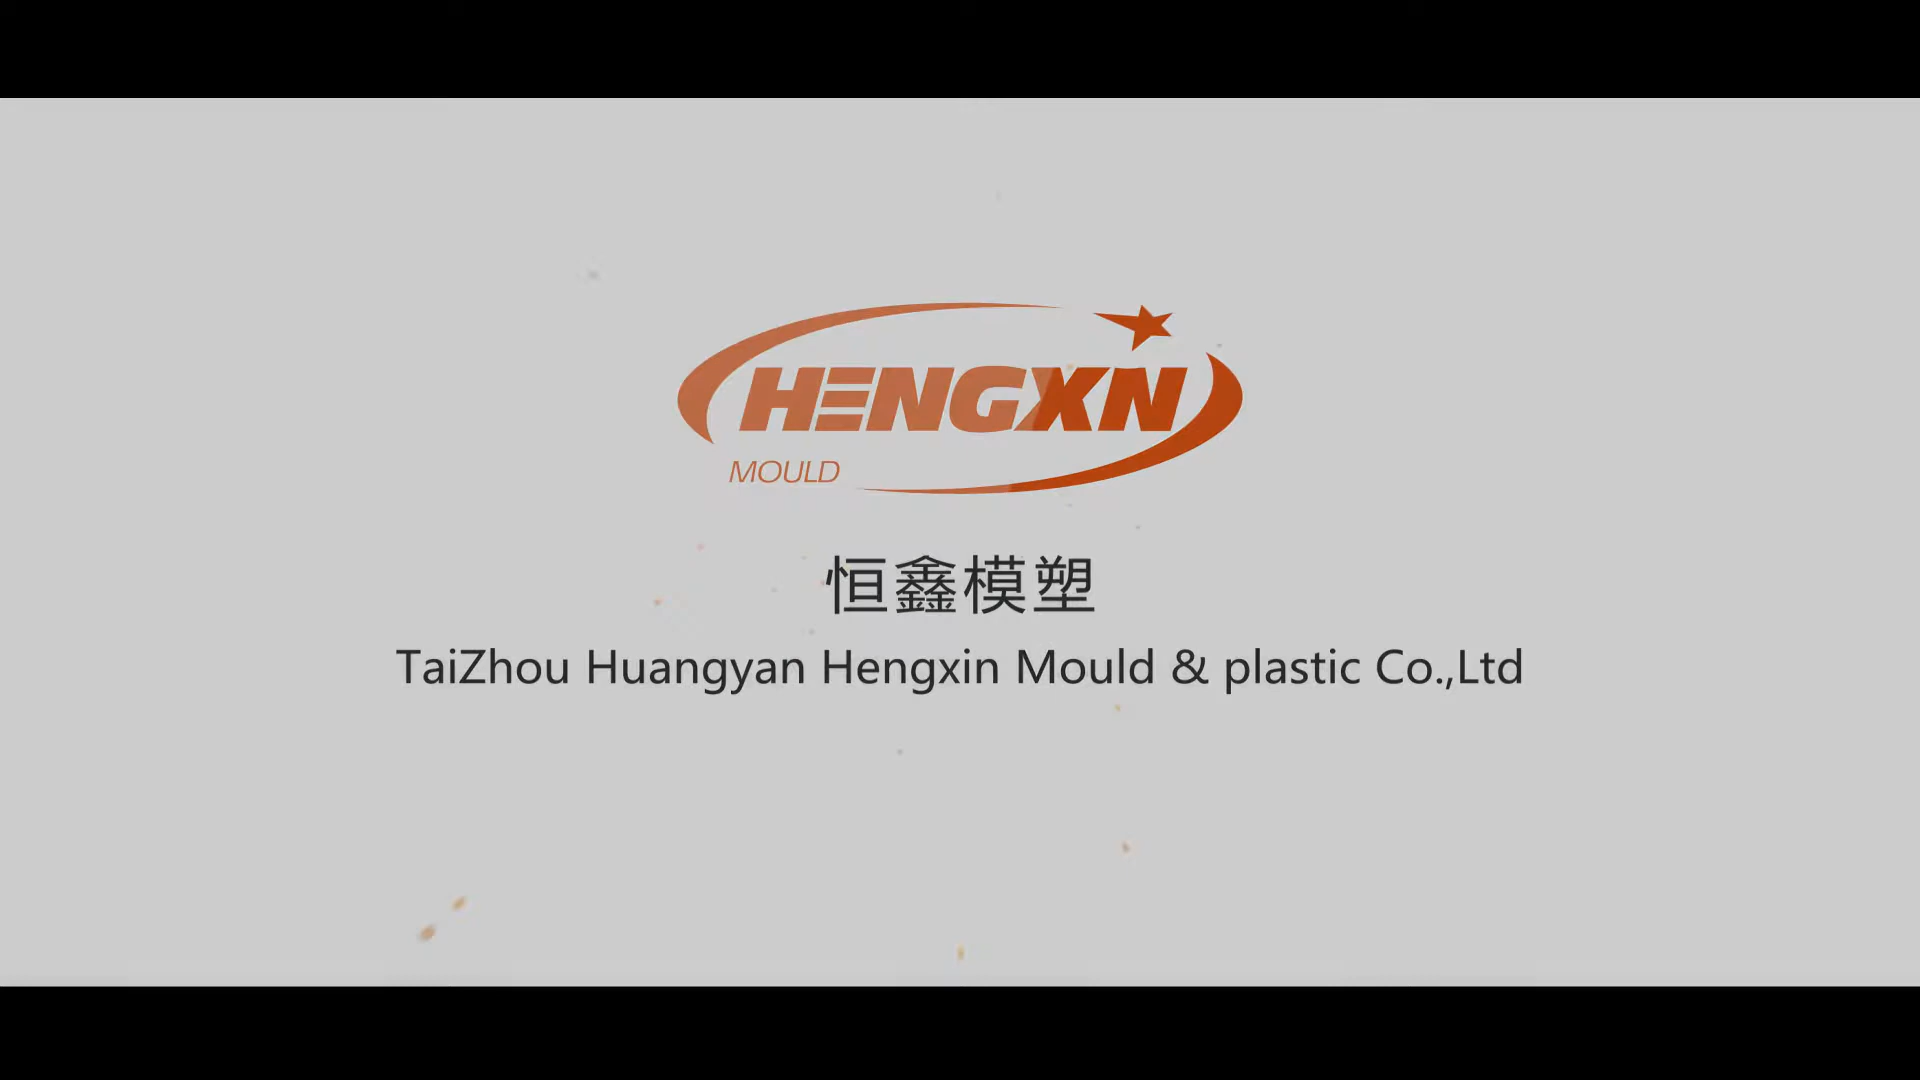 HENGXN
MOULD
恒鑫模塑
TaiZhou Huangyan Hengxin Mould & plastic Co.,Ltd